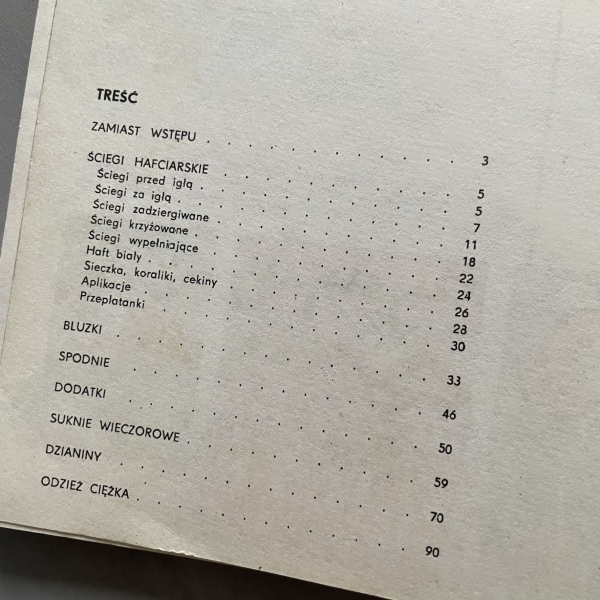 TREŚĆ
ZAMIAST WSTĘPU . . . . . . . . . . . . 3
ŚCIEGI HAFCIARSKIE . . . . . . . . . . . . 5
Ściegi przed igłą . . . . . . . . . . . . 5
Ściegi za igłą . . . . . . . . . . . . 7
Ściegi zadziergiwane . . . . . . . . . . . . 11
Ściegi krzyżowane . . . . . . . . . . . . 18
Ściegi wypełniające . . . . . . . . . . . . 22
Haft biały . . . . . . . . . . . . 24
Sieczka, koraliki, cekiny . . . . . . . . . . . . 26
Aplikacje . . . . . . . . . . . . 28
Przeplatanki . . . . . . . . . . . . 30
BLUZKI . . . . . . . . . . . . 33
SPODNIE . . . . . . . . . . . . 46
DODATKI . . . . . . . . . . . . 50
SUKNIE WIECZOROWE . . . . . . . . . . . . 59
DZIANINY . . . . . . . . . . . . 70
ODZIEŻ CIĘŻKA . . . . . . . . . . . . 90